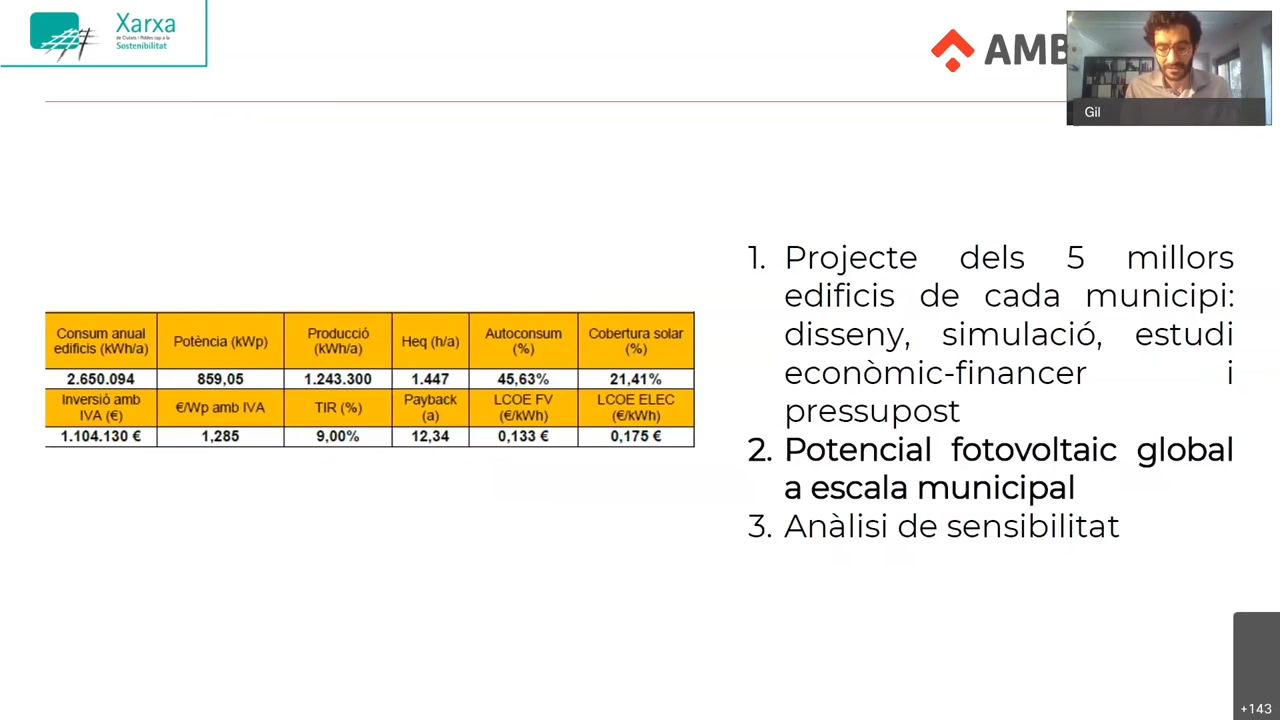 Xarxa
de Ciutats i Pobles cap a la
Sostenibilitat
AMB
Gil
Consum anual edificis (kWh/a) Potència (kWp) Producció (kWh/a) Heq (h/a) Autoconsum (%) Cobertura solar (%)
2.650.094 859,05 1.243.300 1.447 45,63% 21,41%
Inversió amb IVA (€) €/Wp amb IVA TIR (%) Payback (a) LCOE FV (€/kWh) LCOE ELEC (€/kWh)
1.104.130 € 1,285 9,00% 12,34 0,133 € 0,175 €
1. Projecte dels 5 millors
edificis de cada municipi:
disseny, simulació, estudi
econòmic-financer i
pressupost
2. Potencial fotovoltaic global
a escala municipal
3. Anàlisi de sensibilitat
+143